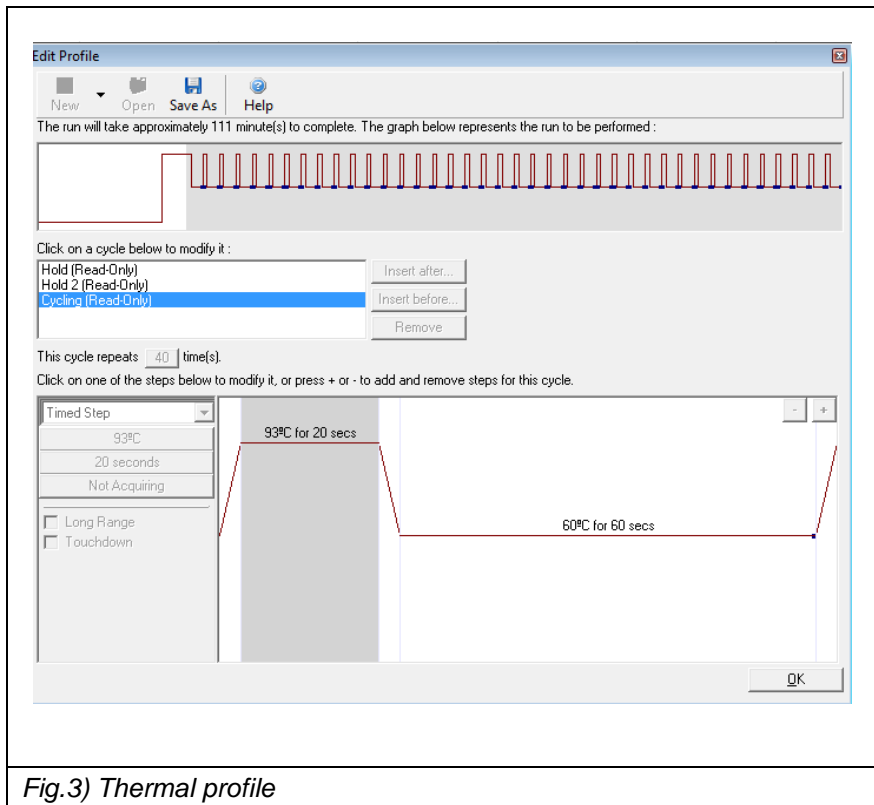 Edit Profile
New Open Save As Help
The run will take approximately 111 minute(s) to complete. The graph below represents the run to be performed :
Click on a cycle below to modify it :
Hold (Read-Only)
Hold 2 (Read-Only)
Cycling (Read-Only)
Insert after...
Insert before...
Remove
This cycle repeats 40 time(s).
Click on one of the steps below to modify it, or press + or - to add and remove steps for this cycle.
Timed Step
93ºC
20 seconds
Not Acquiring
Long Range
Touchdown
93ºC for 20 secs
60ºC for 60 secs
- +
OK
Fig.3) Thermal profile